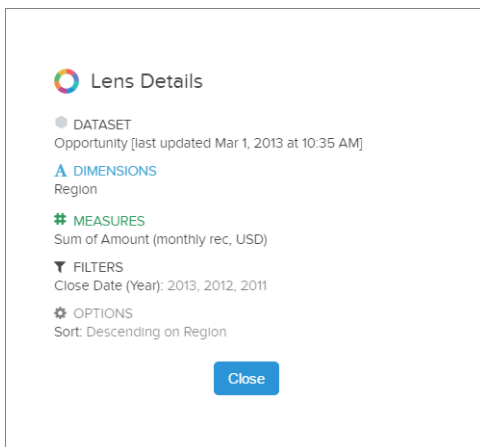 Lens Details
DATASET
Opportunity [last updated Mar 1, 2013 at 10:35 AM]
DIMENSIONS
Region
MEASURES
Sum of Amount (monthly rec, USD)
FILTERS
Close Date (Year): 2013, 2012, 2011
OPTIONS
Sort: Descending on Region
Close